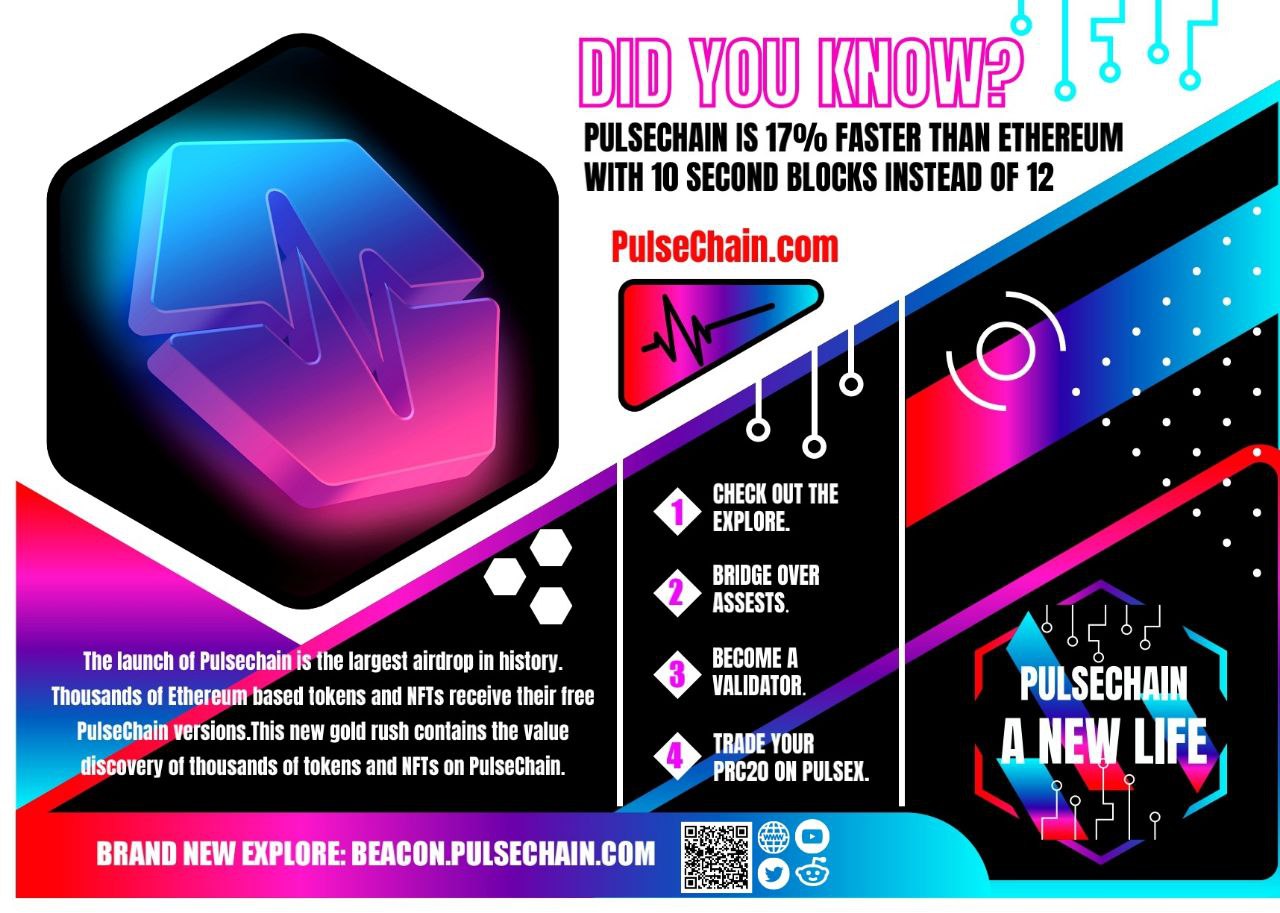 DID YOU KNOW?
PULSECHAIN IS 17% FASTER THAN ETHEREUM
WITH 10 SECOND BLOCKS INSTEAD OF 12
PulseChain.com
The launch of Pulsechain is the largest airdrop in history.
Thousands of Ethereum based tokens and NFTs receive their free
PulseChain versions.This new gold rush contains the value
discovery of thousands of tokens and NFTs on PulseChain.
1 CHECK OUT THE
EXPLORE.
2 BRIDGE OVER
ASSESTS.
3 BECOME A
VALIDATOR.
4 TRADE YOUR
PRC20 ON PULSEX.
PULSECHAIN
A NEW LIFE
BRAND NEW EXPLORE: BEACON.PULSECHAIN.COM
WWW